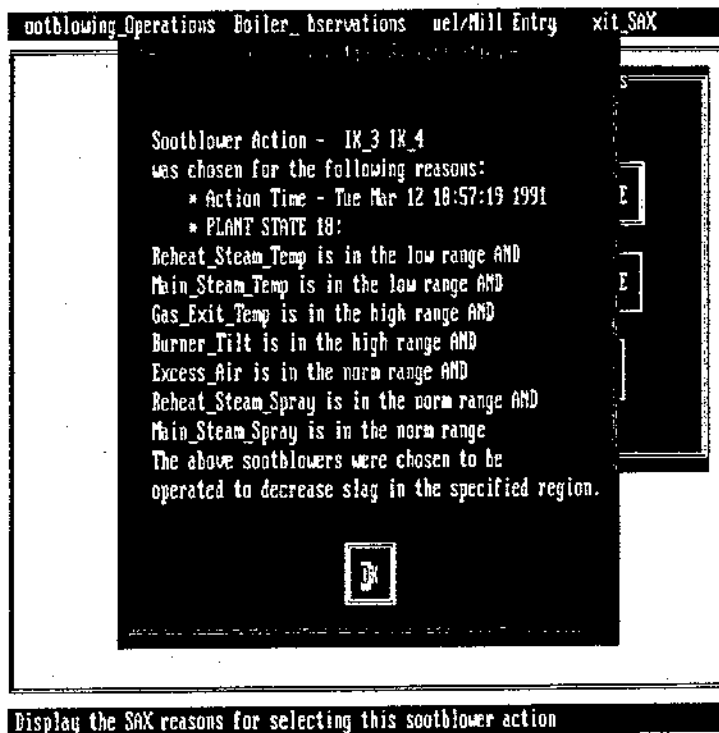 ootblowing_Operations Boiler_ bservations uel/Mill Entry xit_SAX
Sootblower Action - IK_3 IK_4
was chosen for the following reasons:
* Action Time - Tue Mar 12 18:57:19 1991
* PLANT STATE 18:
Reheat_Steam_Temp is in the low range AND
Main_Steam_Temp is in the low range AND
Gas_Exit_Temp is in the high range AND
Burner_Tilt is in the high range AND
Excess_Air is in the norm range AND
Reheat_Steam_Spray is in the norm range AND
Main_Steam_Spray is in the norm range
The above sootblowers were chosen to be
operated to decrease slag in the specified region.
S
E
E
OK
Display the SAX reasons for selecting this sootblower action